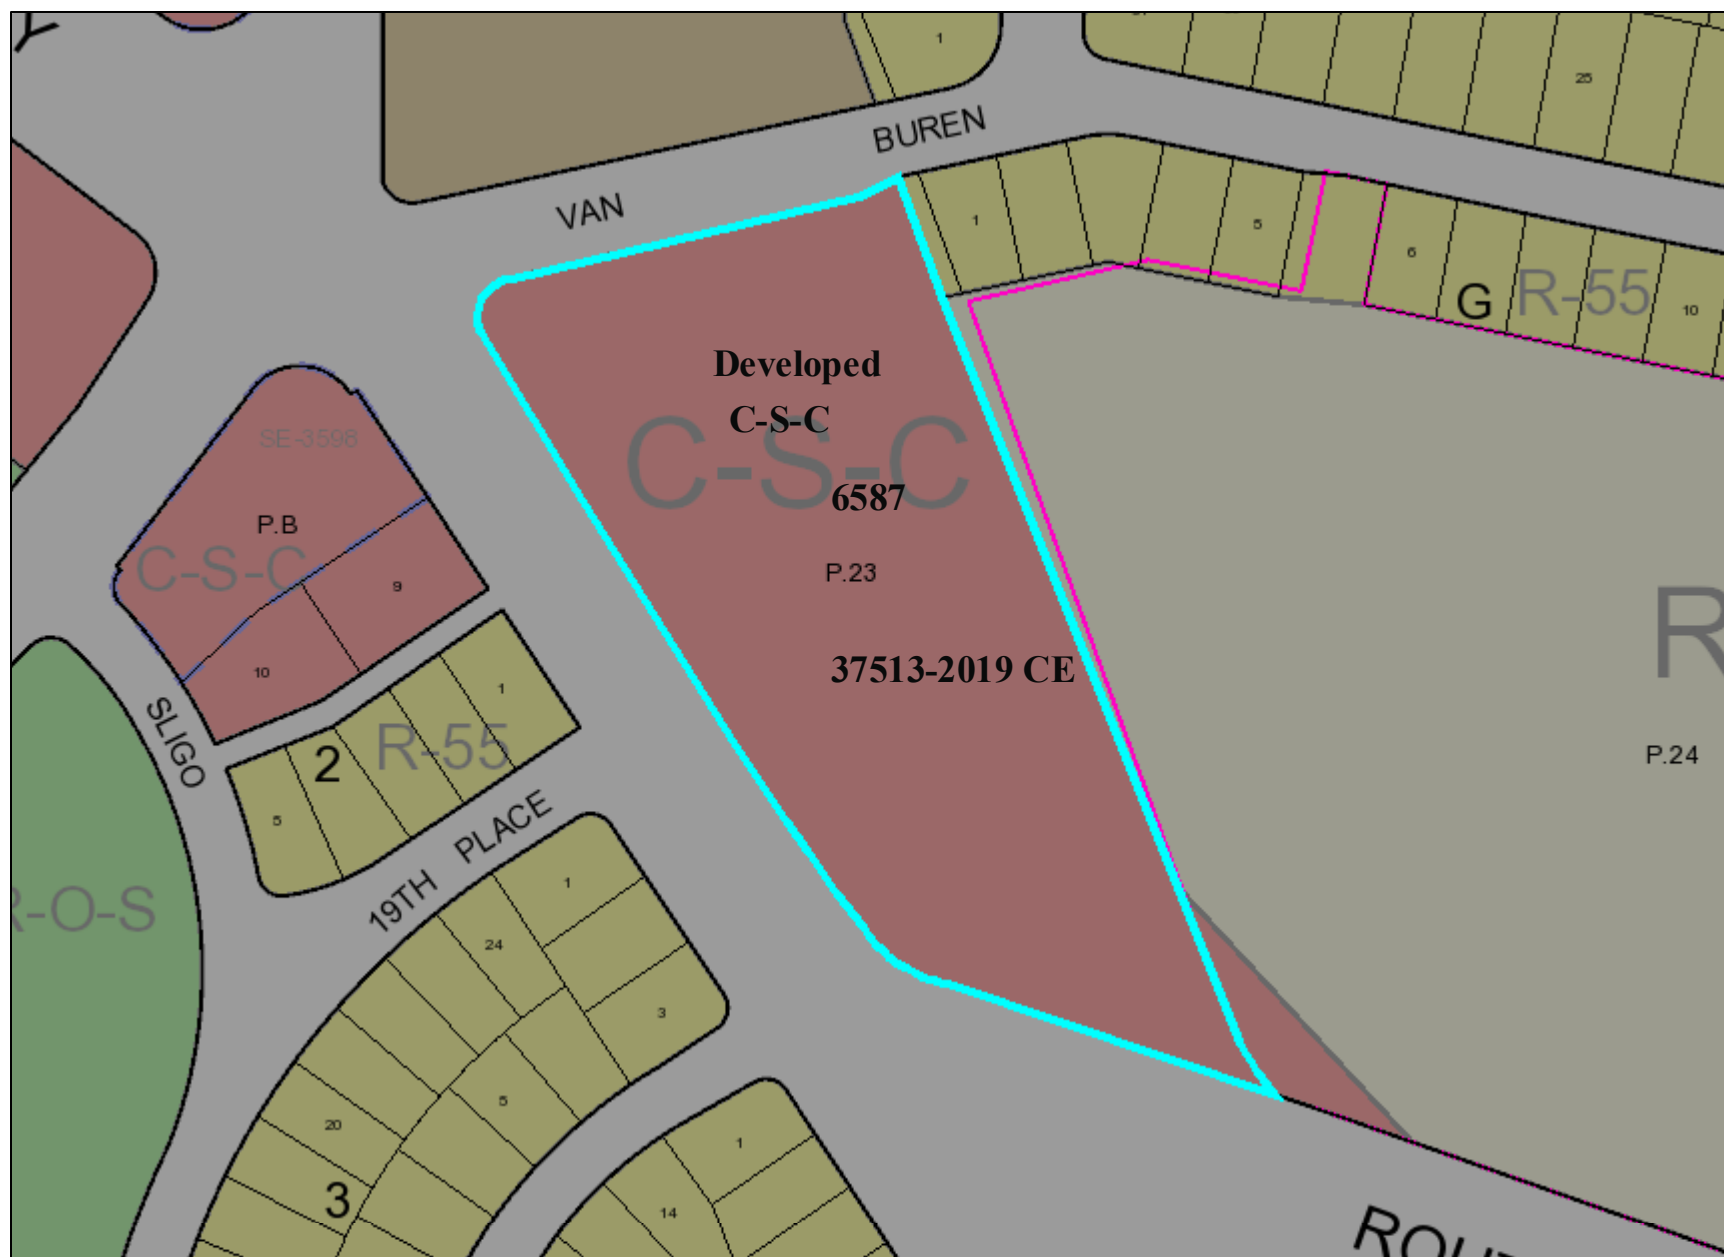 Y
1
25
BUREN
VAN
1
5
6
G
R-55
10
Developed
C-S-C
C-S-C
6587
P.23
37513-2019 CE
SE-3598
P.B
C-S-C
9
10
R
P.24
SLIGO
1
2
R-55
5
19TH PLACE
R-O-S
1
24
3
5
20
3
1
14